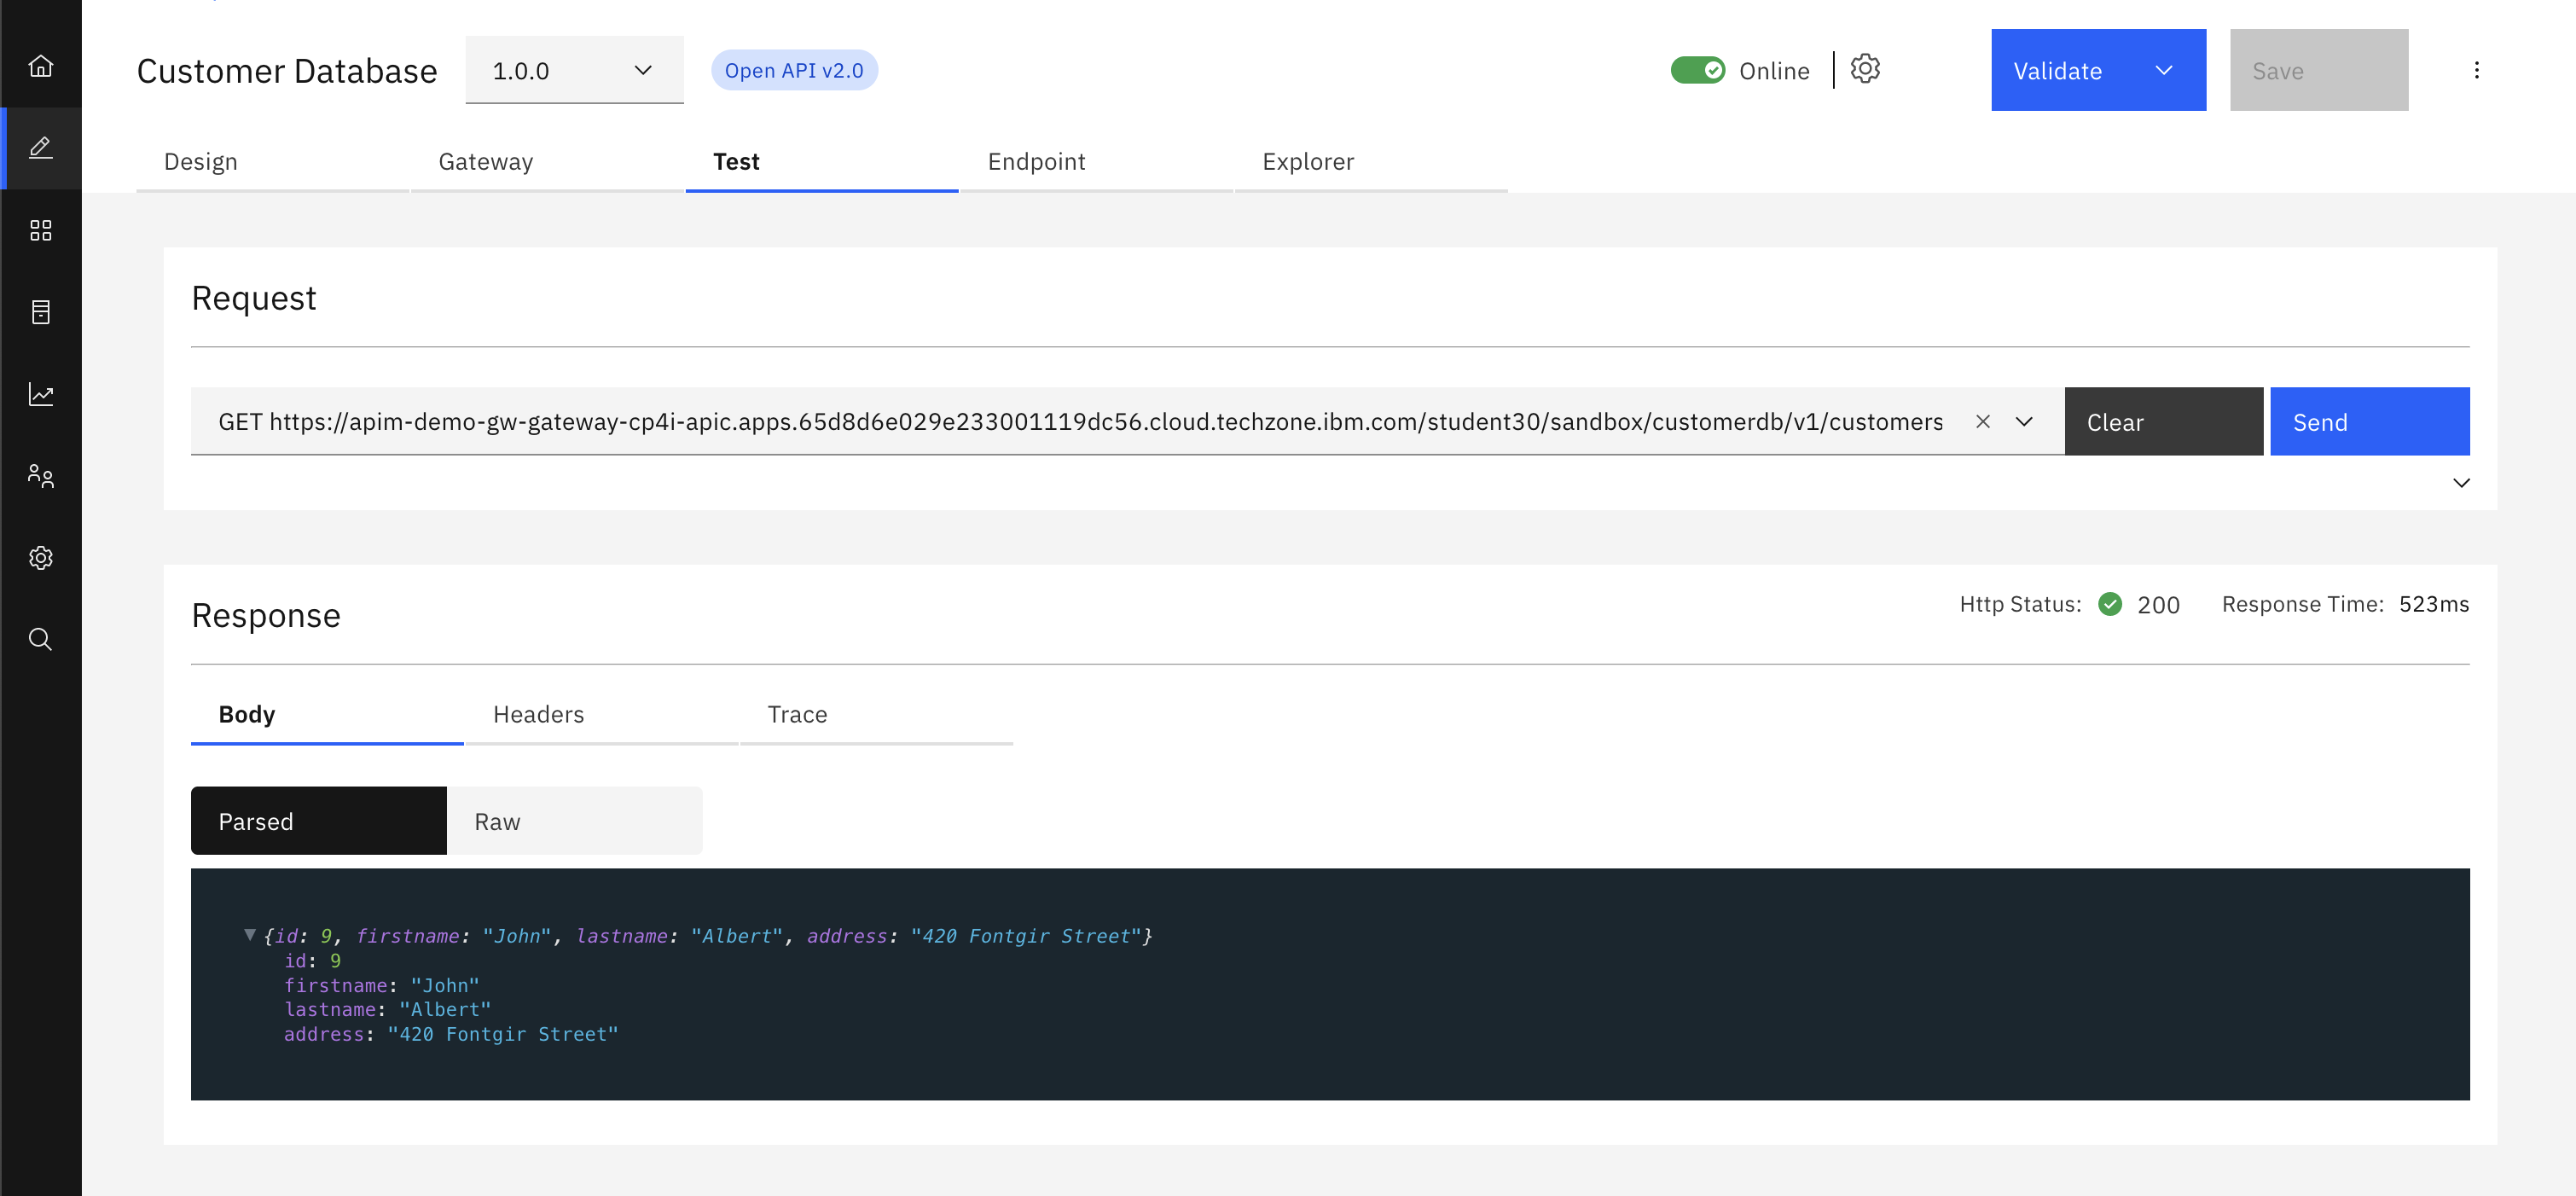 Customer Database
1.0.0
Open API v2.0
Online
Validate
Save
Design
Gateway
Test
Endpoint
Explorer
Request
GET https://apim-demo-gw-gateway-cp4i-apic.apps.65d8d6e029e233001119dc56.cloud.techzone.ibm.com/student30/sandbox/customerdb/v1/customers
Clear
Send
Response
Http Status: 200
Response Time: 523ms
Body
Headers
Trace
Parsed
Raw
{id: 9, firstname: "John", lastname: "Albert", address: "420 Fontgir Street"}
id: 9
firstname: "John"
lastname: "Albert"
address: "420 Fontgir Street"